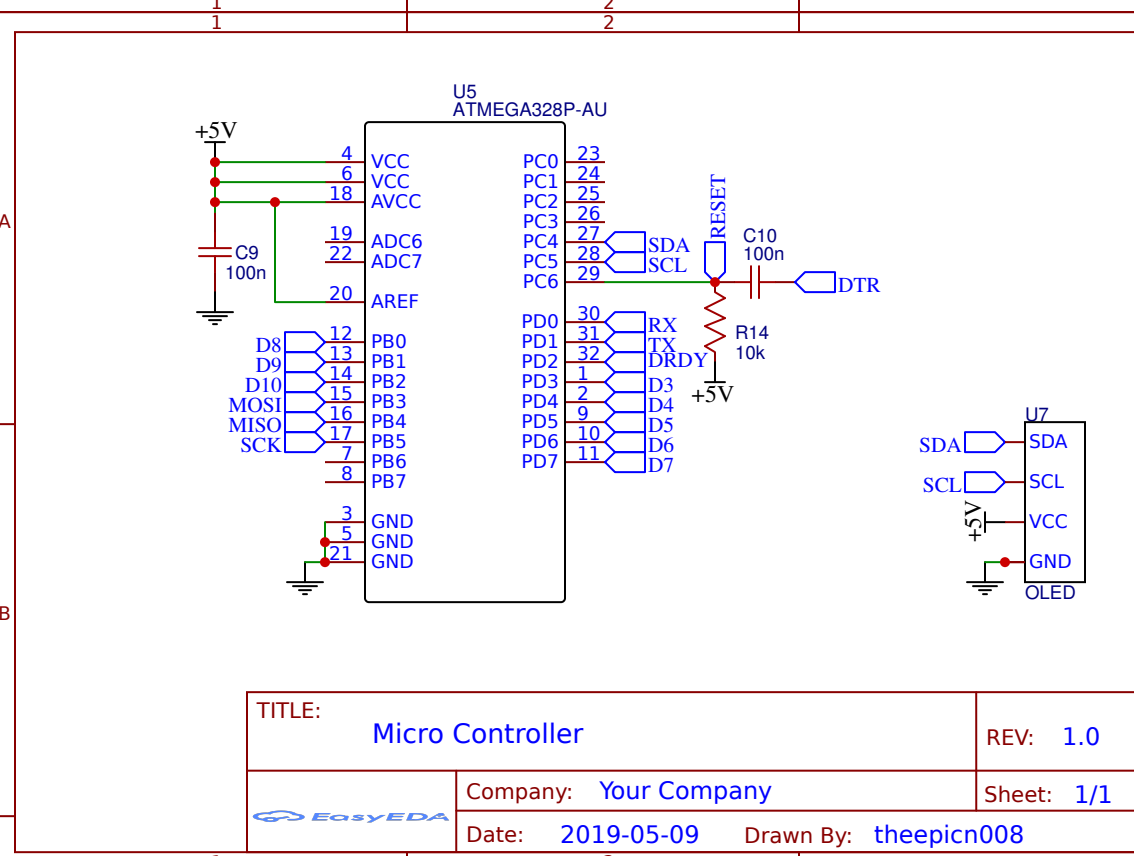 1 2
1 2
A
B
U5
ATMEGA328P-AU
+5V
4 VCC
6 VCC
18 AVCC
19 ADC6
22 ADC7
20 AREF
D8 12 PB0
D9 13 PB1
D10 14 PB2
MOSI 15 PB3
MISO 16 PB4
SCK 17 PB5
7 PB6
8 PB7
3 GND
5 GND
21 GND
C9
100n
PC0 23
PC1 24
PC2 25
PC3 26
PC4 27 SDA
PC5 28 SCL
PC6 29
PD0 30 RX
PD1 31 TX
PD2 32 DRDY
PD3 1 D3
PD4 2 D4
PD5 9 D5
PD6 10 D6
PD7 11 D7
RESET
C10
100n
DTR
R14
10k
+5V
U7
SDA SDA
SCL SCL
+5V VCC
GND
OLED
TITLE:
Micro Controller
REV: 1.0
EasyEDA
Company: Your Company
Sheet: 1/1
Date: 2019-05-09 Drawn By: theepicn008